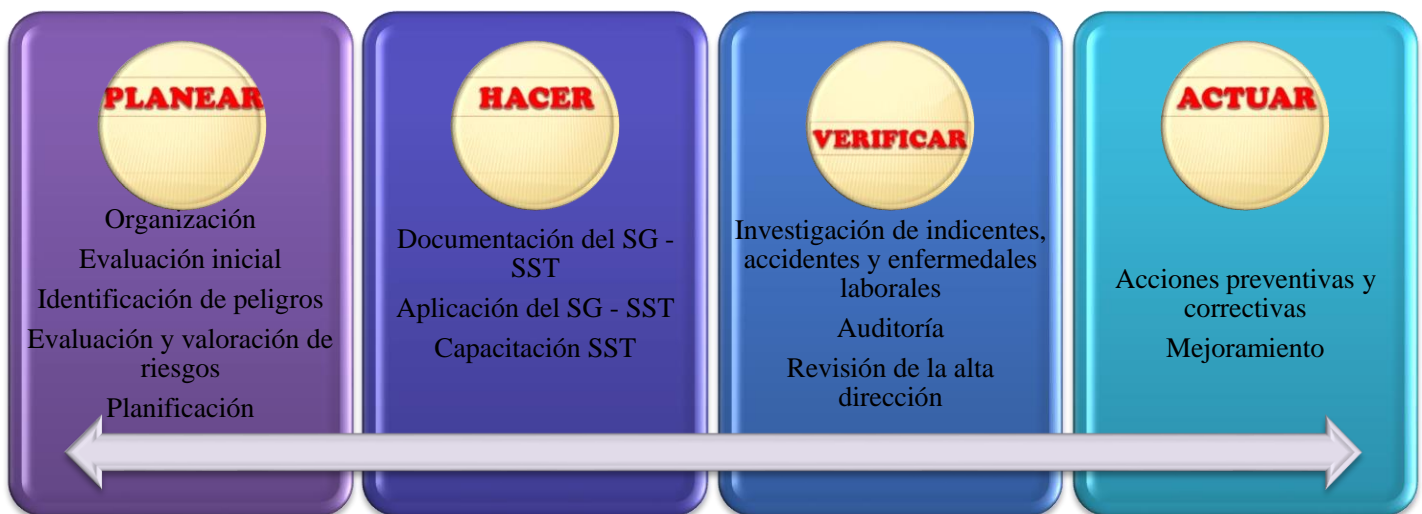 PLANEAR
Organización
Evaluación inicial
Identificación de peligros
Evaluación y valoración de
riesgos
Planificación
HACER
Documentación del SG -
SST
Aplicación del SG - SST
Capacitación SST
VERIFICAR
Investigación de indicentes,
accidentes y enfermedales
laborales
Auditoría
Revisión de la alta
dirección
ACTUAR
Acciones preventivas y
correctivas
Mejoramiento